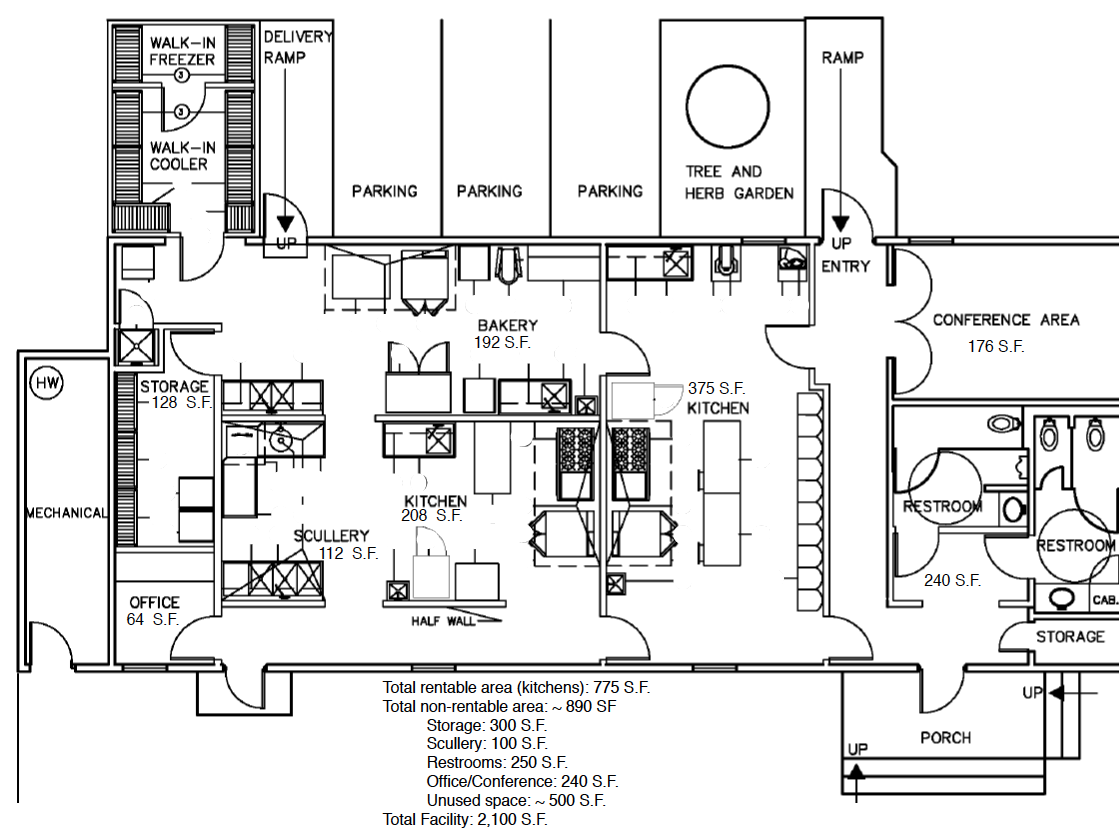 WALK-IN
FREEZER
3
3
WALK-IN
COOLER
DELIVERY
RAMP
UP
PARKING
PARKING
PARKING
TREE AND
HERB GARDEN
RAMP
UP
ENTRY
BAKERY
192 S.F.
CONFERENCE AREA
176 S.F.
HW
STORAGE
128 S.F.
375 S.F.
KITCHEN
MECHANICAL
KITCHEN
208 S.F.
SCULLERY
112 S.F.
RESTROOM
RESTROOM
240 S.F.
CAB.
OFFICE
64 S.F.
HALF WALL
STORAGE
UP
PORCH
UP
Total rentable area (kitchens): 775 S.F.
Total non-rentable area: ~ 890 SF
Storage: 300 S.F.
Scullery: 100 S.F.
Restrooms: 250 S.F.
Office/Conference: 240 S.F.
Unused space: ~ 500 S.F.
Total Facility: 2,100 S.F.